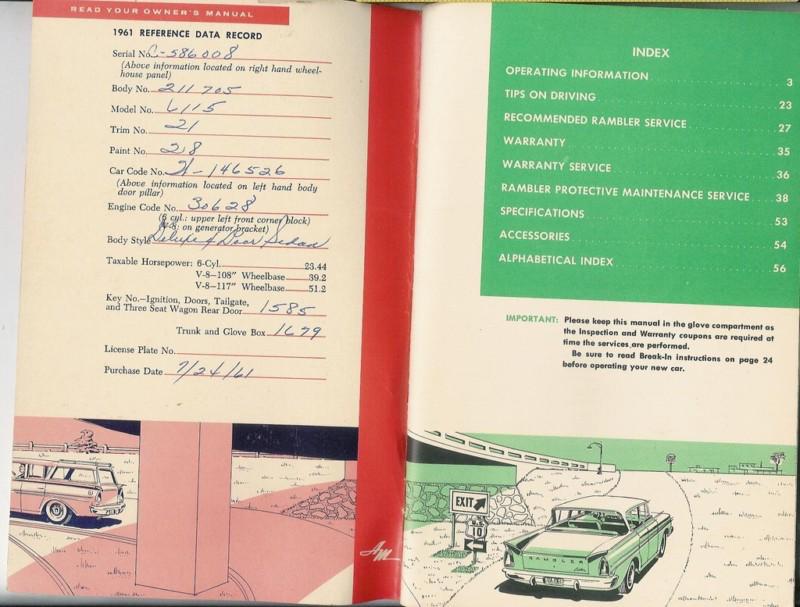 READ YOUR OWNER'S MANUAL
1961 REFERENCE DATA RECORD
Serial No. C-586008
(Above information located on right hand wheel-
house panel)
Body No. 211705
Model No. 6115
Trim No. 21
Paint No. 218
Car Code No. H-146526
(Above information located on left hand body
door pillar)
Engine Code No. 30628
(6 cyl.: upper left front corner block)
(V-8: on generator bracket)
Body Style Deluxe 4 Door Sedan
Taxable Horsepower: 6-Cyl. 23.44
V-8-108" Wheelbase 39.2
V-8-117" Wheelbase 51.2
Key No.-Ignition, Doors, Tailgate,
and Three Seat Wagon Rear Door 1585
Trunk and Glove Box 1679
License Plate No.
Purchase Date 7/24/61
AM
INDEX
OPERATING INFORMATION 3
TIPS ON DRIVING 23
RECOMMENDED RAMBLER SERVICE 27
WARRANTY 35
WARRANTY SERVICE 36
RAMBLER PROTECTIVE MAINTENANCE SERVICE 38
SPECIFICATIONS 53
ACCESSORIES 54
ALPHABETICAL INDEX 56
IMPORTANT: Please keep this manual in the glove compartment as
the Inspection and Warranty coupons are required at
time the services are performed.
Be sure to read Break-In instructions on page 24
before operating your new car.
EXIT
U.S.
10
RAMBLER